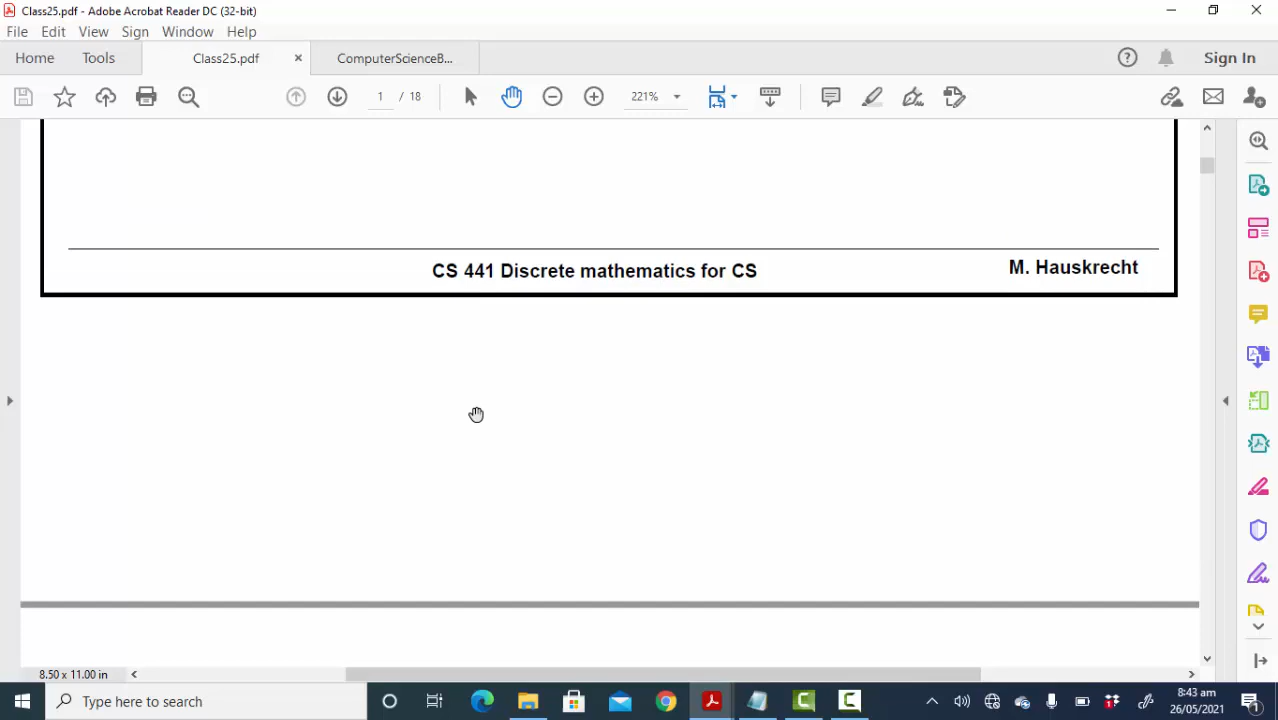 Class25.pdf - Adobe Acrobat Reader DC (32-bit)
File Edit View Sign Window Help
Home Tools Class25.pdf × ComputerScienceB... Sign In
1 / 18 221%
CS 441 Discrete mathematics for CS
M. Hauskrecht
8.50 x 11.00 in
Type here to search
8:43 am
26/05/2021
1
1